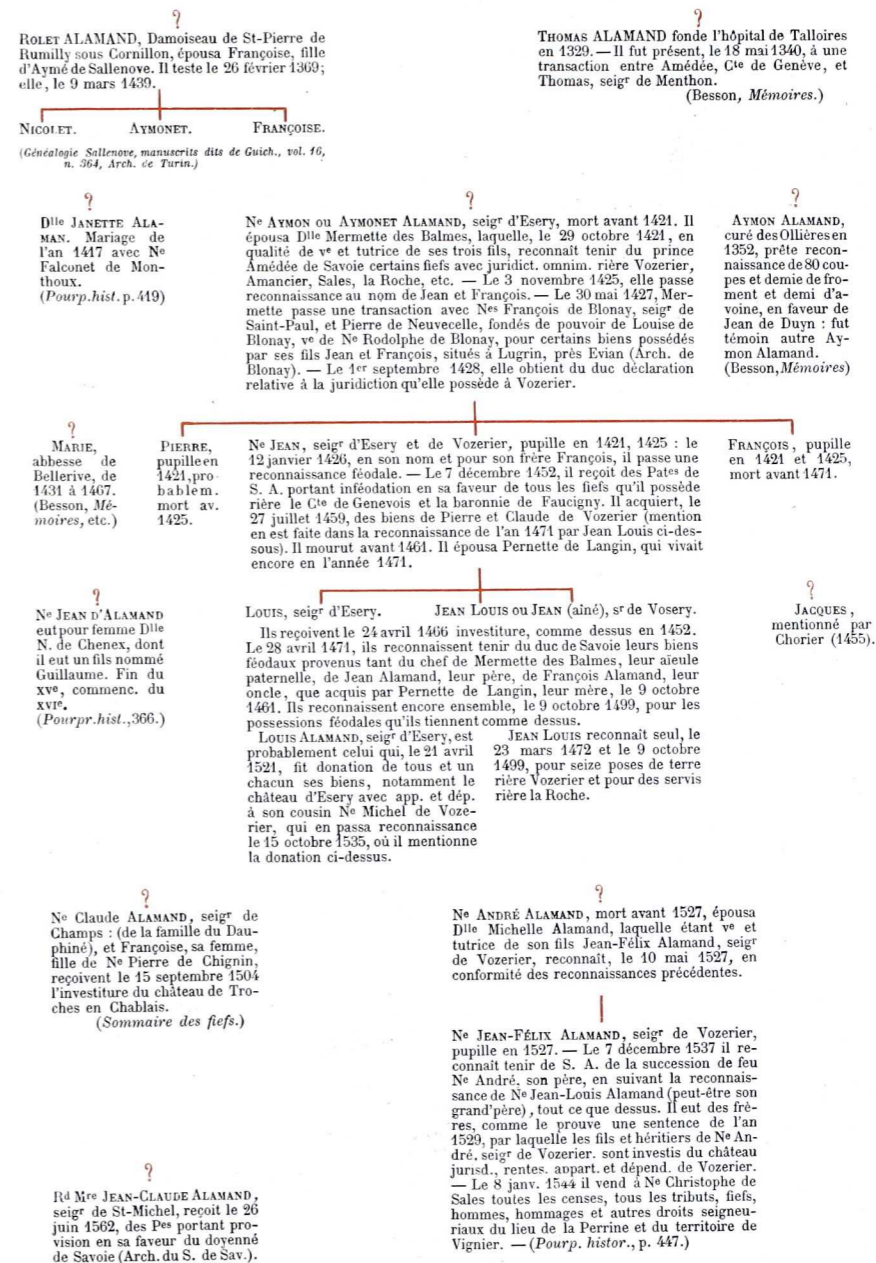 ?
ROLET ALAMAND, Damoiseau de St-Pierre de
Rumilly sous Cornillon, épousa Françoise, fille
d'Aymé de Sallenove. Il teste le 26 février 1369;
elle, le 9 mars 1439.
NICOLET. AYMONET. FRANÇOISE.
(Généalogie Sallenove, manuscrits dits de Guich., vol. 16,
n. 364, Arch. de Turin.)
?
THOMAS ALAMAND fonde l'hôpital de Talloires
en 1329. — Il fut présent, le 18 mai 1340, à une
transaction entre Amédée, Cte de Genève, et
Thomas, seigr de Menthon.
(Besson, Mémoires.)
?
Dlle JANETTE ALA-
MAN. Mariage de
l'an 1417 avec Ne
Falconet de Mon-
thoux.
(Pourp. hist. p. 419)
?
Ne AYMON OU AYMONET ALAMAND, seigr d'Esery, mort avant 1421. Il
épousa Dlle Mermette des Balmes, laquelle, le 29 octobre 1421, en
qualité de ve et tutrice de ses trois fils, reconnaît tenir du prince
Amédée de Savoie certains fiefs avec juridict. omnim. rière Vozerier,
Amancier, Sales, la Roche, etc. — Le 3 novembre 1425, elle passe
reconnaissance au nom de Jean et François. — Le 30 mai 1427, Mer-
mette passe une transaction avec Nes François de Blonay, seigr de
Saint-Paul, et Pierre de Neuvecelle, fondés de pouvoir de Louise de
Blonay, ve de Ne Rodolphe de Blonay, pour certains biens possédés
par ses fils Jean et François, situés à Lugrin, près Evian (Arch. de
Blonay). — Le 1er septembre 1428, elle obtient du duc déclaration
relative à la juridiction qu'elle possède à Vozerier.
?
AYMON ALAMAND,
curé des Ollières en
1352, prête recon-
naissance de 80 cou-
pes et demie de fro-
ment et demi d'a-
voine, en faveur de
Jean de Duyn : fut
témoin autre Ay-
mon Alamand.
(Besson, Mémoires)
?
MARIE,
abbesse de
Bellerive, de
1431 à 1467.
(Besson, Mé-
moires, etc.)
PIERRE,
pupille en
1421, pro-
bablem.
mort av.
1425.
Ne JEAN, seigr d'Esery et de Vozerier, pupille en 1421, 1425 : le
12 janvier 1426, en son nom et pour son frère François, il passe une
reconnaissance féodale. — Le 7 décembre 1452, il reçoit des Pates de
S. A. portant inféodation en sa faveur de tous les fiefs qu'il possède
rière le Cte de Genevois et la baronnie de Faucigny. Il acquiert, le
27 juillet 1459, des biens de Pierre et Claude de Vozerier (mention
en est faite dans la reconnaissance de l'an 1471 par Jean Louis ci-des-
sous). Il mourut avant 1461. Il épousa Pernette de Langin, qui vivait
encore en l'année 1471.
FRANÇOIS, pupille
en 1421 et 1425,
mort avant 1471.
?
Ne JEAN D'ALAMAND
eut pour femme Dlle
N. de Chenex, dont
il eut un fils nommé
Guillaume. Fin du
XVe, commenc. du
XVIe.
(Pourpr. hist., 366.)
LOUIS, seigr d'Esery. JEAN LOUIS OU JEAN (aîné), sr de Vosery.
Ils reçoivent le 24 avril 1466 investiture, comme dessus en 1452.
Le 28 avril 1471, ils reconnaissent tenir du duc de Savoie leurs biens
féodaux provenus tant du chef de Mermette des Balmes, leur aïeule
paternelle, de Jean Alamand, leur père, de François Alamand, leur
oncle, que acquis par Pernette de Langin, leur mère, le 9 octobre
1461. Ils reconnaissent encore ensemble, le 9 octobre 1499, pour les
possessions féodales qu'ils tiennent comme dessus.
LOUIS ALAMAND, seigr d'Esery, est
probablement celui qui, le 21 avril
1521, fit donation de tous et un
chacun ses biens, notamment le
château d'Esery avec app. et dép.
à son cousin Ne Michel de Voze-
rier, qui en passa reconnaissance
le 15 octobre 1535, où il mentionne
la donation ci-dessus.
JEAN LOUIS reconnaît seul, le
23 mars 1472 et le 9 octobre
1499, pour seize poses de terre
rière Vozerier et pour des servis
rière la Roche.
?
JACQUES,
mentionné par
Chorier (1455).
?
Ne Claude ALAMAND, seigr de
Champs : (de la famille du Dau-
phiné), et Françoise, sa femme,
fille de Ne Pierre de Chignin,
reçoivent le 15 septembre 1504
l'investiture du château de Tro-
ches en Chablais.
(Sommaire des fiefs.)
?
Ne ANDRÉ ALAMAND, mort avant 1527, épousa
Dlle Michelle Alamand, laquelle étant ve et
tutrice de son fils Jean-Félix Alamand, seigr
de Vozerier, reconnaît, le 10 mai 1527, en
conformité des reconnaissances précédentes.
Ne JEAN-FÉLIX ALAMAND, seigr de Vozerier,
pupille en 1527. — Le 7 décembre 1537 il re-
connaît tenir de S. A. de la succession de feu
Ne André, son père, en suivant la reconnais-
sance de Ne Jean-Louis Alamand (peut-être son
grand'père), tout ce que dessus. Il eut des frè-
res, comme le prouve une sentence de l'an
1529, par laquelle les fils et héritiers de Ne An-
dré, seigr de Vozerier, sont investis du château
jurisd., rentes, appart. et dépend. de Vozerier.
— Le 8 janv. 1544 il vend à Ne Christophe de
Sales toutes les censes, tous les tributs, fiefs,
hommes, hommages et autres droits seigneu-
riaux du lieu de la Perrine et du territoire de
Vignier. — (Pourp. histor., p. 447.)
?
Rd Mre JEAN-CLAUDE ALAMAND,
seigr de St-Michel, reçoit le 26
juin 1562, des Pes portant pro-
vision en sa faveur du doyenné
de Savoie (Arch. du S. de Sav.).